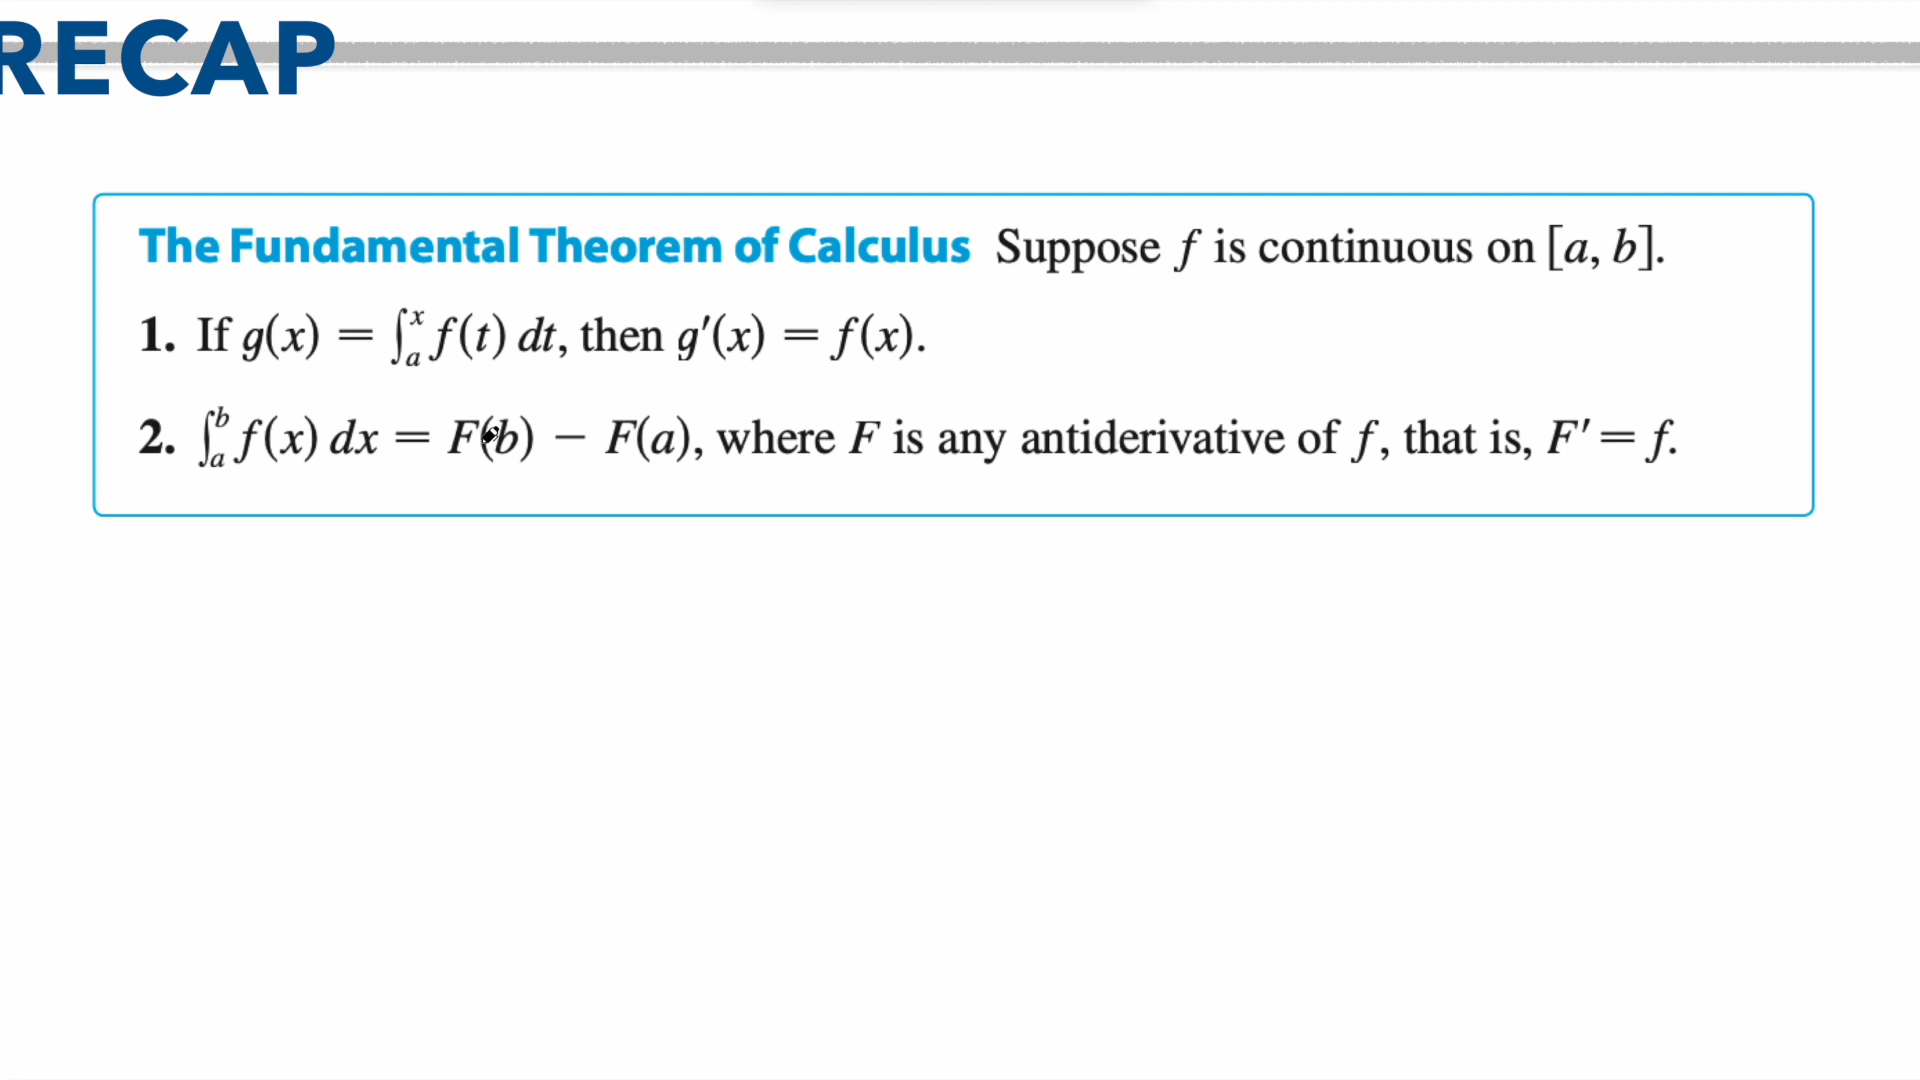 RECAP
The Fundamental Theorem of Calculus Suppose f is continuous on [a, b].
1. If g(x) = ∫ₐˣ f(t) dt, then g′(x) = f(x).
2. ∫ₐᵇ f(x) dx = F(b) − F(a), where F is any antiderivative of f, that is, F′ = f.